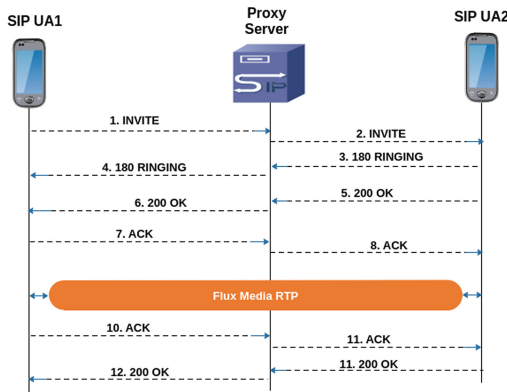 SIP UA1
Proxy
Server
SIP UA2
SIP
1. INVITE
2. INVITE
3. 180 RINGING
4. 180 RINGING
5. 200 OK
6. 200 OK
7. ACK
8. ACK
Flux Media RTP
10. ACK
11. ACK
11. 200 OK
12. 200 OK